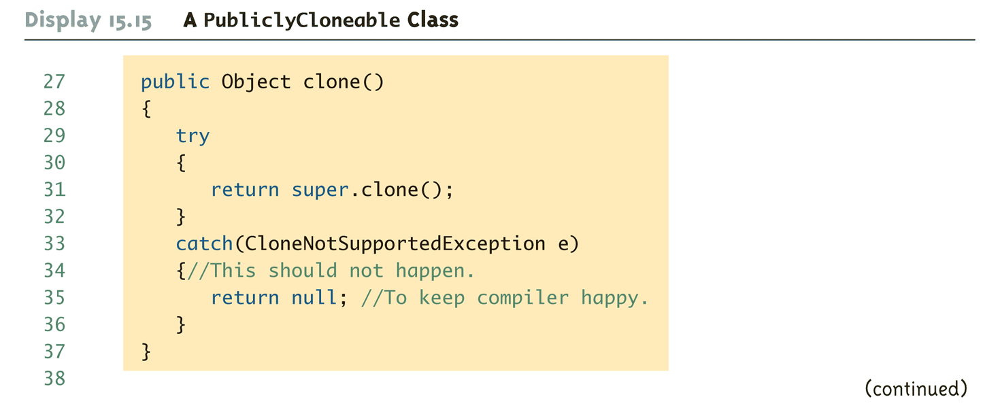 Display 15.15 A PubliclyCloneable Class
27 public Object clone()
28 {
29 try
30 {
31 return super.clone();
32 }
33 catch(CloneNotSupportedException e)
34 {//This should not happen.
35 return null; //To keep compiler happy.
36 }
37 }
38
(continued)